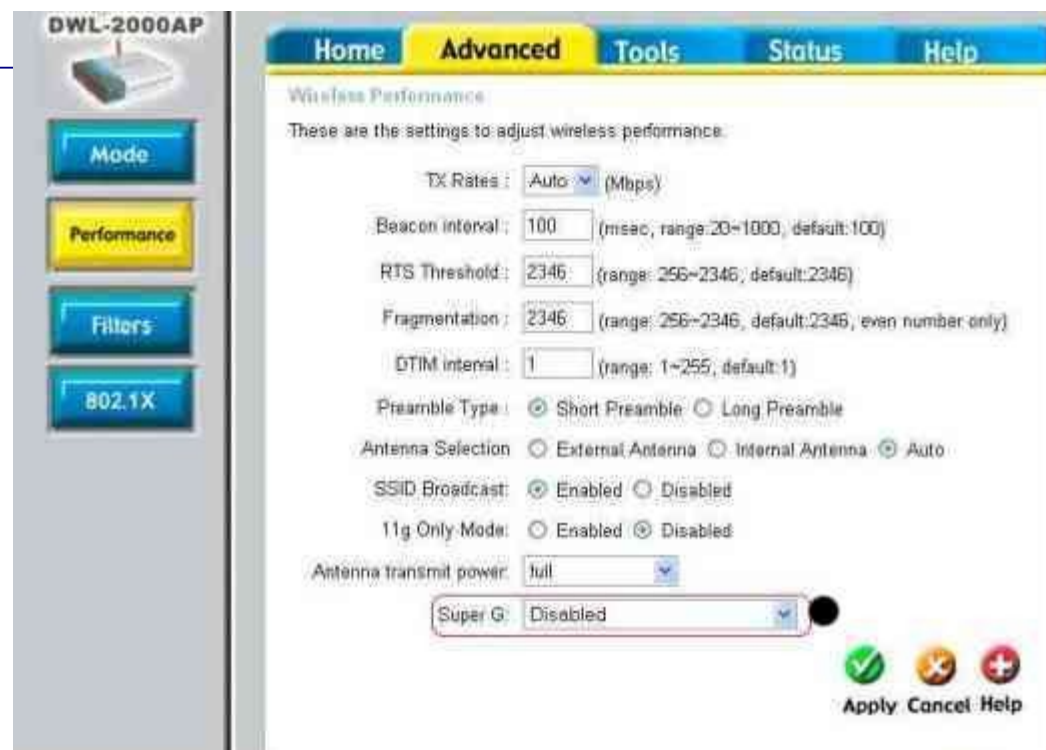 DWL-2000AP
Home Advanced Tools Status Help
Wireless Performance
These are the settings to adjust wireless performance.
Mode
Performance
Filters
802.1X
TX Rates : Auto (Mbps)
Beacon interval : 100 (msec, range:20~1000, default:100)
RTS Threshold : 2346 (range: 256~2346, default:2346)
Fragmentation : 2346 (range: 256~2346, default:2346, even number only)
DTIM interval : 1 (range: 1~255, default:1)
Preamble Type : Short Preamble Long Preamble
Antenna Selection External Antenna Internal Antenna Auto
SSID Broadcast: Enabled Disabled
11g Only Mode: Enabled Disabled
Antenna transmit power: full
Super G: Disabled
Apply Cancel Help